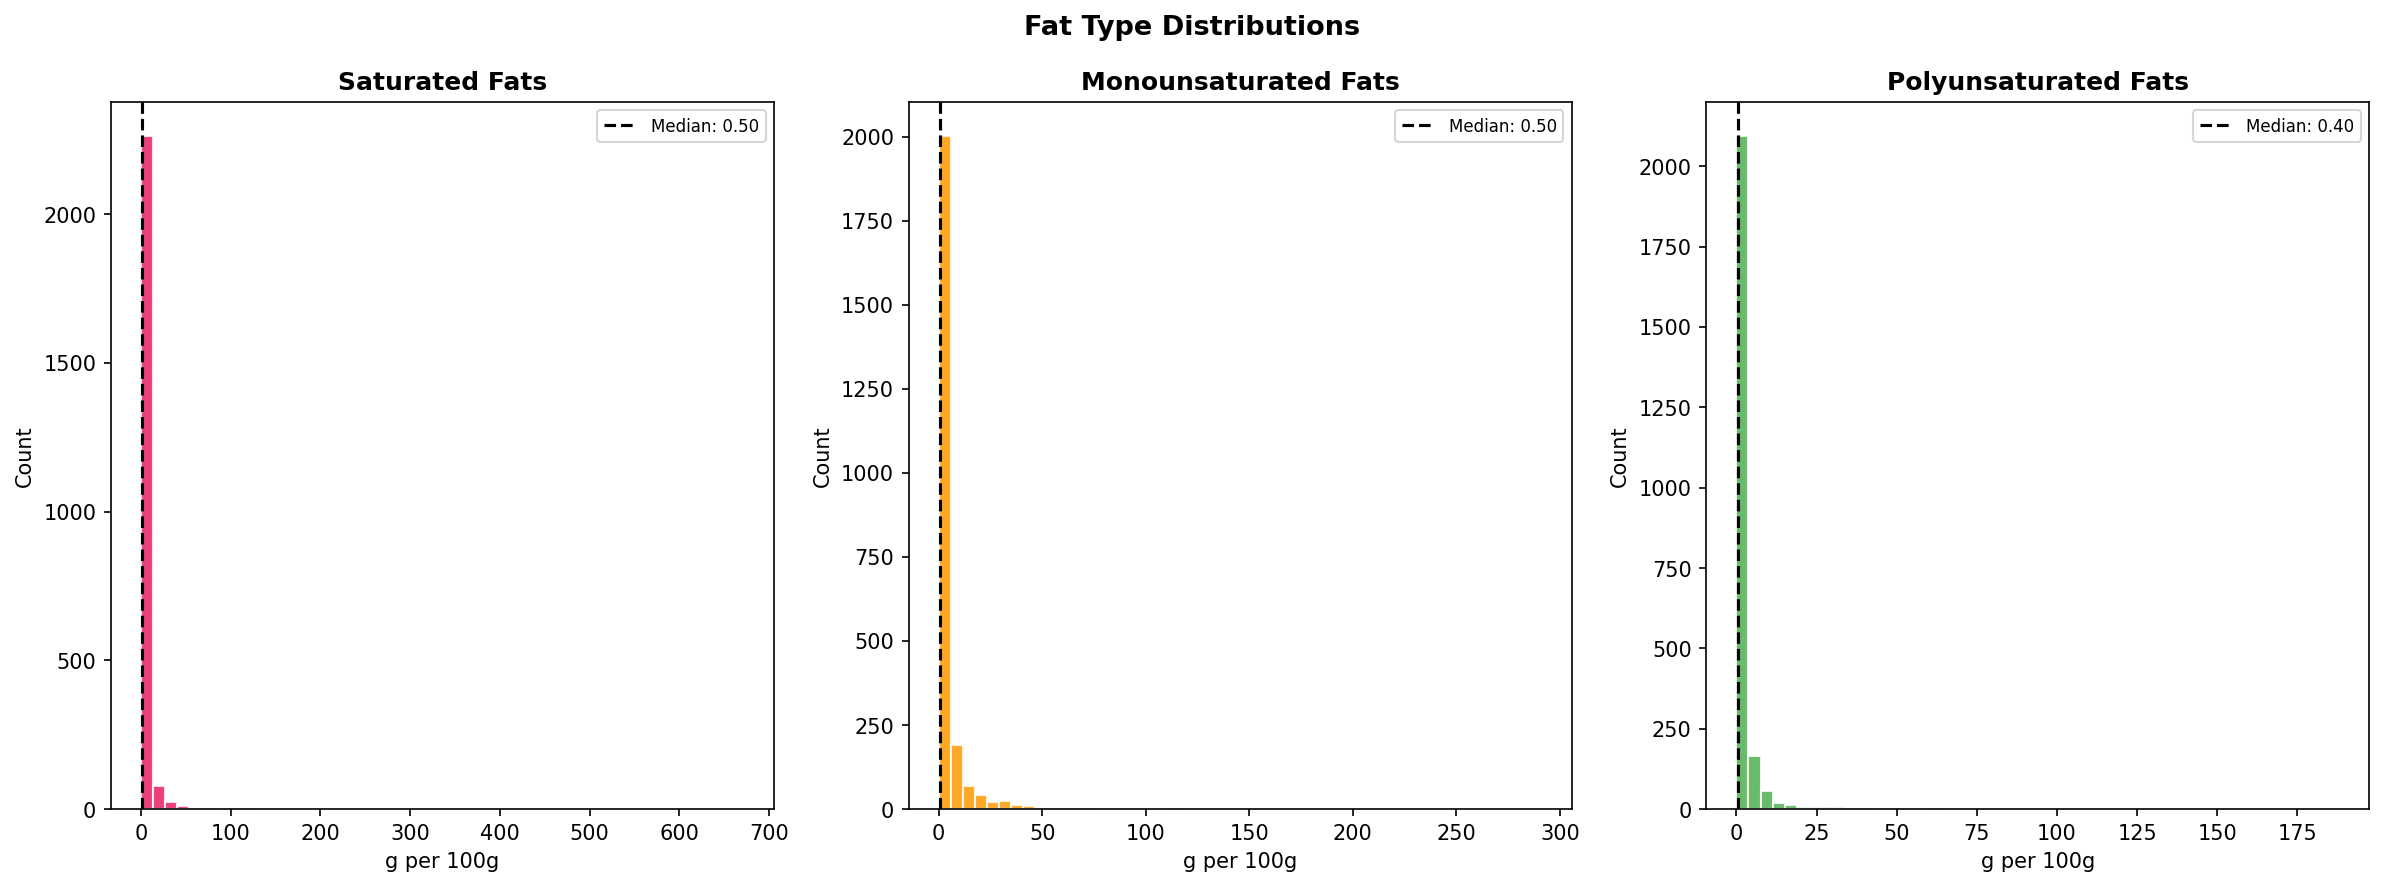 Fat Type Distributions
Saturated Fats
Median: 0.50
Count
2000
1500
1000
500
0
0 100 200 300 400 500 600 700
g per 100g
Monounsaturated Fats
Median: 0.50
Count
2000
1750
1500
1250
1000
750
500
250
0
0 50 100 150 200 250 300
g per 100g
Polyunsaturated Fats
Median: 0.40
Count
2000
1750
1500
1250
1000
750
500
250
0
0 25 50 75 100 125 150 175
g per 100g